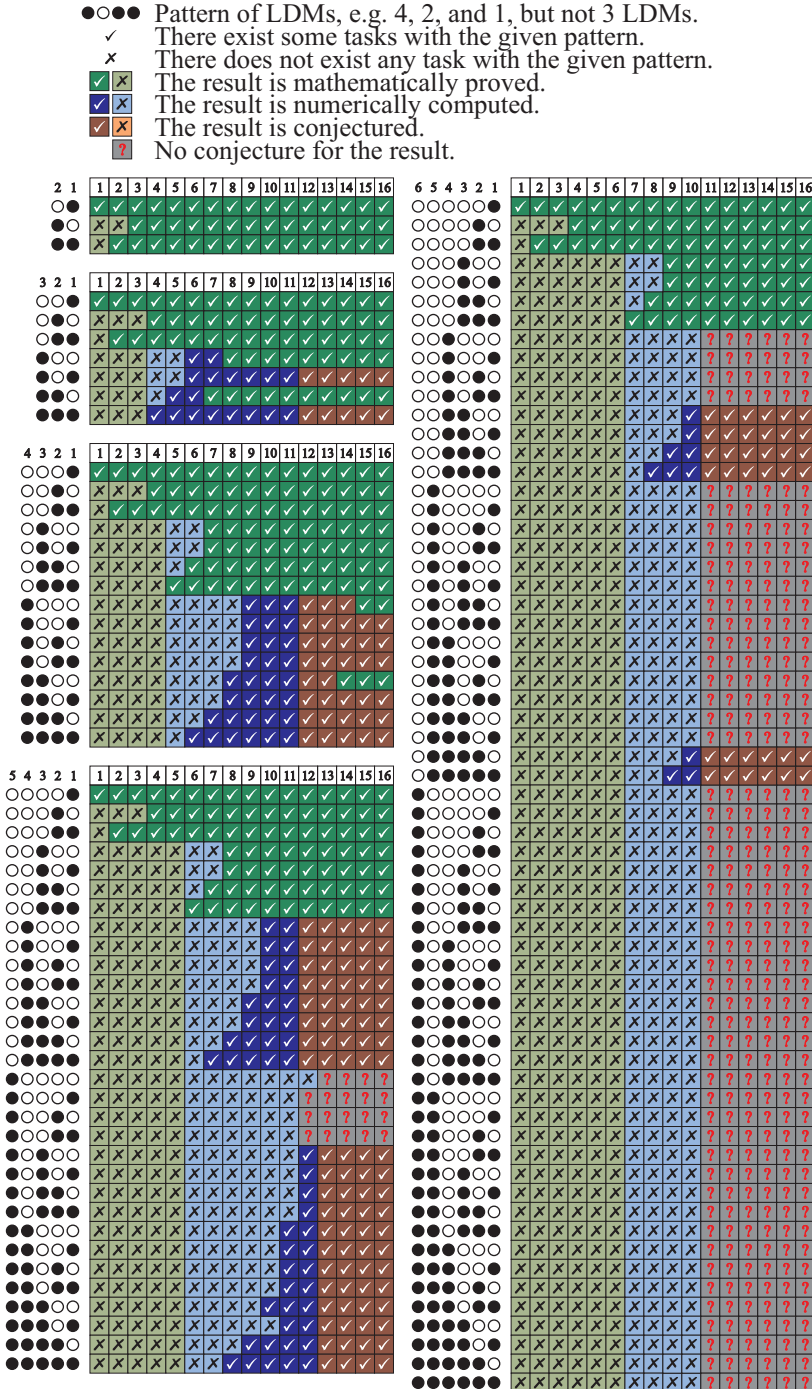 ●○●● Pattern of LDMs, e.g. 4, 2, and 1, but not 3 LDMs.
✓ There exist some tasks with the given pattern.
✗ There does not exist any task with the given pattern.
✓ ✗ The result is mathematically proved.
✓ ✗ The result is numerically computed.
✓ ✗ The result is conjectured.
? No conjecture for the result.
2 1 1 2 3 4 5 6 7 8 9 10 11 12 13 14 15 16
3 2 1 1 2 3 4 5 6 7 8 9 10 11 12 13 14 15 16
4 3 2 1 1 2 3 4 5 6 7 8 9 10 11 12 13 14 15 16
5 4 3 2 1 1 2 3 4 5 6 7 8 9 10 11 12 13 14 15 16
6 5 4 3 2 1 1 2 3 4 5 6 7 8 9 10 11 12 13 14 15 16